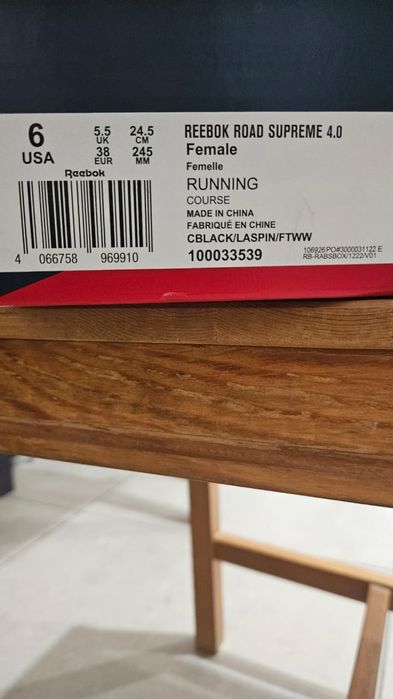 6
USA
5.5
UK
38
EUR
24.5
CM
245
MM
Reebok
4 066758 969910
REEBOK ROAD SUPREME 4.0
Female
Femelle
RUNNING
COURSE
MADE IN CHINA
FABRIQUÉ EN CHINE
CBLACK/LASPIN/FTWW
100033539
106926 PO#3000031122 E
RB-RABSBOX/1222/V01